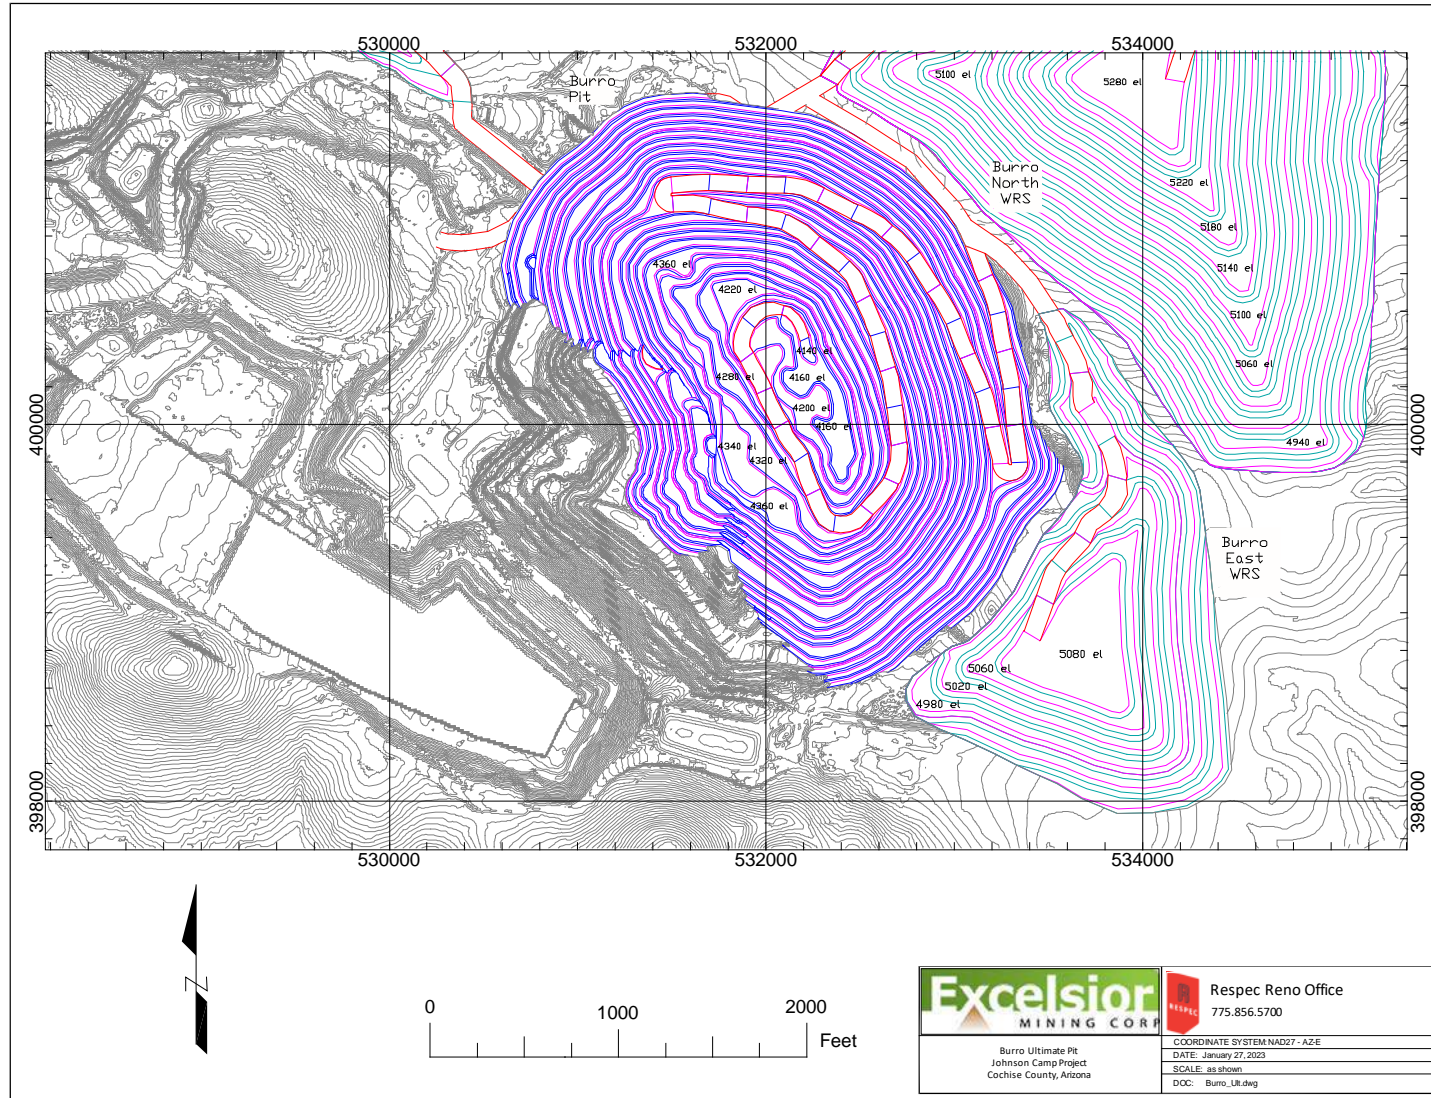 530000
532000
534000
Burro
Pit
5100 el
5280 el
Burro
North
WRS
5220 el
5180 el
4360 el
5140 el
4220 el
5100 el
4140 el
5060 el
4280 el
4160 el
4200 el
400000
4160 el
400000
4340 el
4940 el
4320 el
4360 el
Burro
East
WRS
5080 el
5060 el
5020 el
4980 el
398000
398000
530000
532000
534000
N
0
1000
2000
Feet
Excelsior
MINING CORP
Burro Ultimate Pit
Johnson Camp Project
Cochise County, Arizona
RESPEC
Respec Reno Office
775.856.5700
COORDINATE SYSTEM:NAD27 - AZ-E
DATE: January 27, 2023
SCALE: as shown
DOC: Burro_Ult.dwg